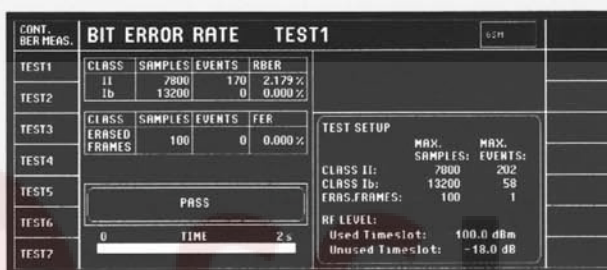 CONT.
BER MEAS.
BIT ERROR RATE TEST1
GSM
TEST1
TEST2
TEST3
TEST4
TEST5
TEST6
TEST7
CLASS SAMPLES EVENTS RBER
II 7800 170 2.179 %
Ib 13200 0 0.000 %
CLASS SAMPLES EVENTS FER
ERASED
FRAMES 100 0 0.000 %
PASS
0 TIME 2 s
TEST SETUP
MAX. MAX.
SAMPLES: EVENTS:
CLASS II: 7800 202
CLASS Ib: 13200 58
ERAS.FRAMES: 100 1
RF LEVEL:
Used Timeslot: 100.0 dBm
Unused Timeslot: -18.0 dB